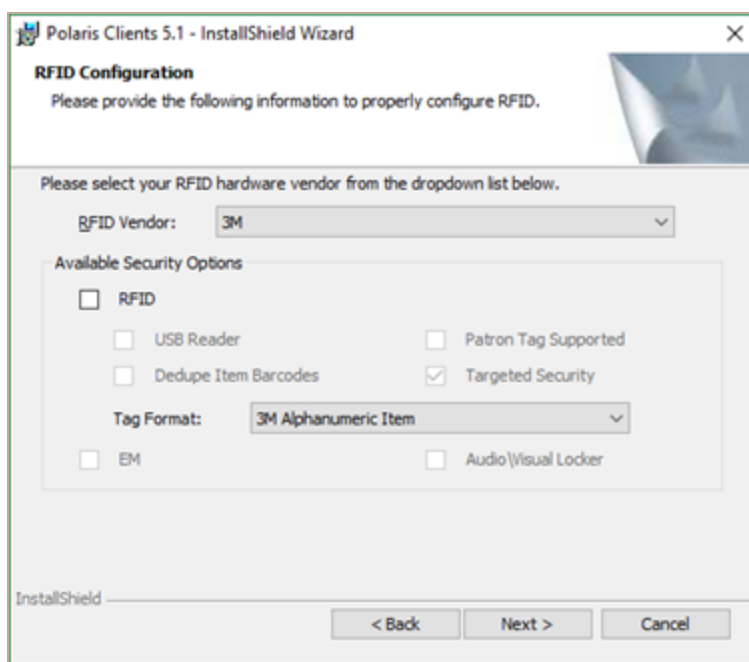 Polaris Clients 5.1 - InstallShield Wizard
RFID Configuration
Please provide the following information to properly configure RFID.
Please select your RFID hardware vendor from the dropdown list below.
RFID Vendor: 3M
Available Security Options
RFID
USB Reader Patron Tag Supported
Dedupe Item Barcodes Targeted Security
Tag Format: 3M Alphanumeric Item
EM Audio\Visual Locker
InstallShield
< Back Next > Cancel